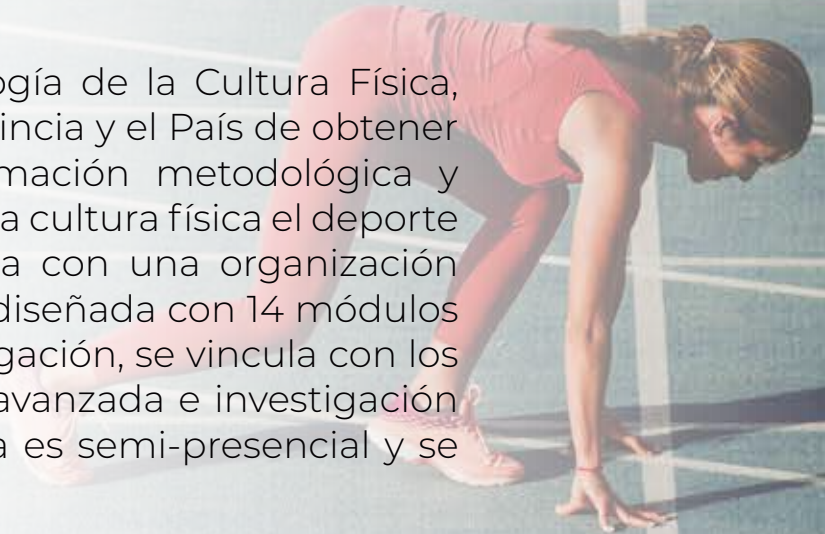 ogía de la Cultura Física,
incia y el País de obtener
mación metodológica y
a cultura física el deporte
a con una organización
diseñada con 14 módulos
gación, se vincula con los
avanzada e investigación
a es semi-presencial y se